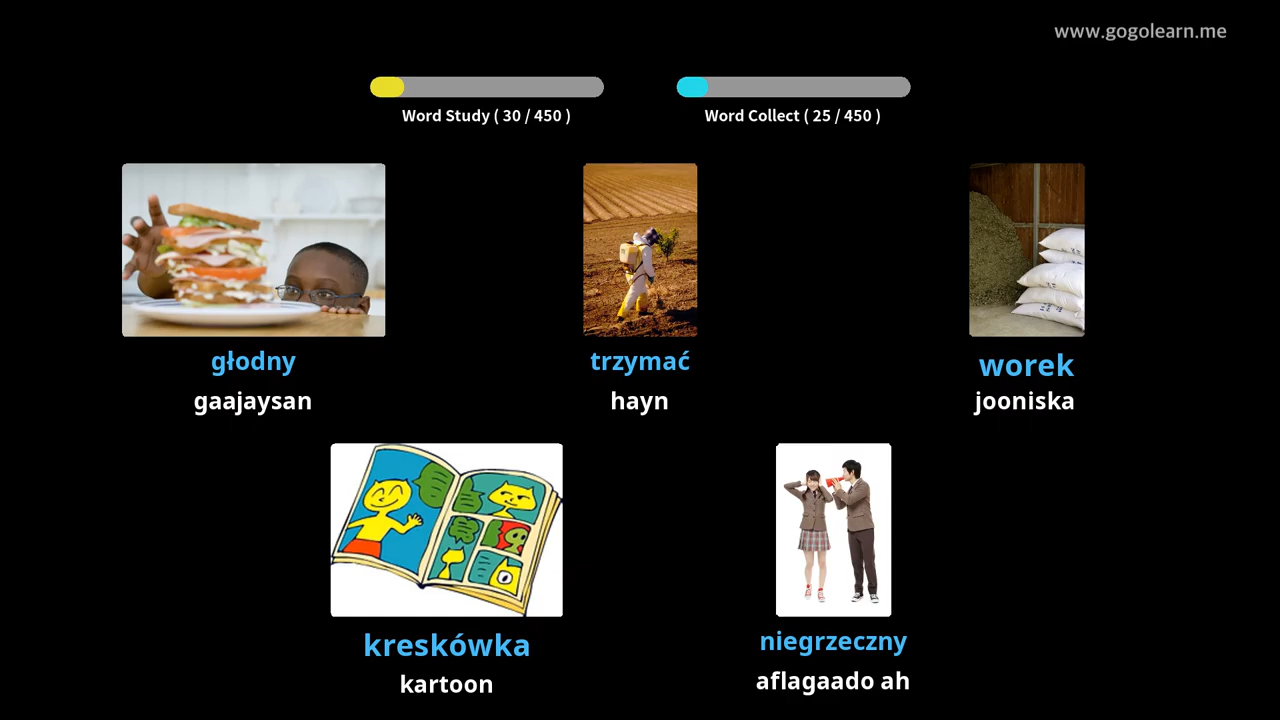 www.gogolearn.me
Word Study ( 30 / 450 )
Word Collect ( 25 / 450 )
głodny
trzymać
worek
gaajaysan
hayn
jooniska
kreskówka
niegrzeczny
kartoon
aflagaado ah